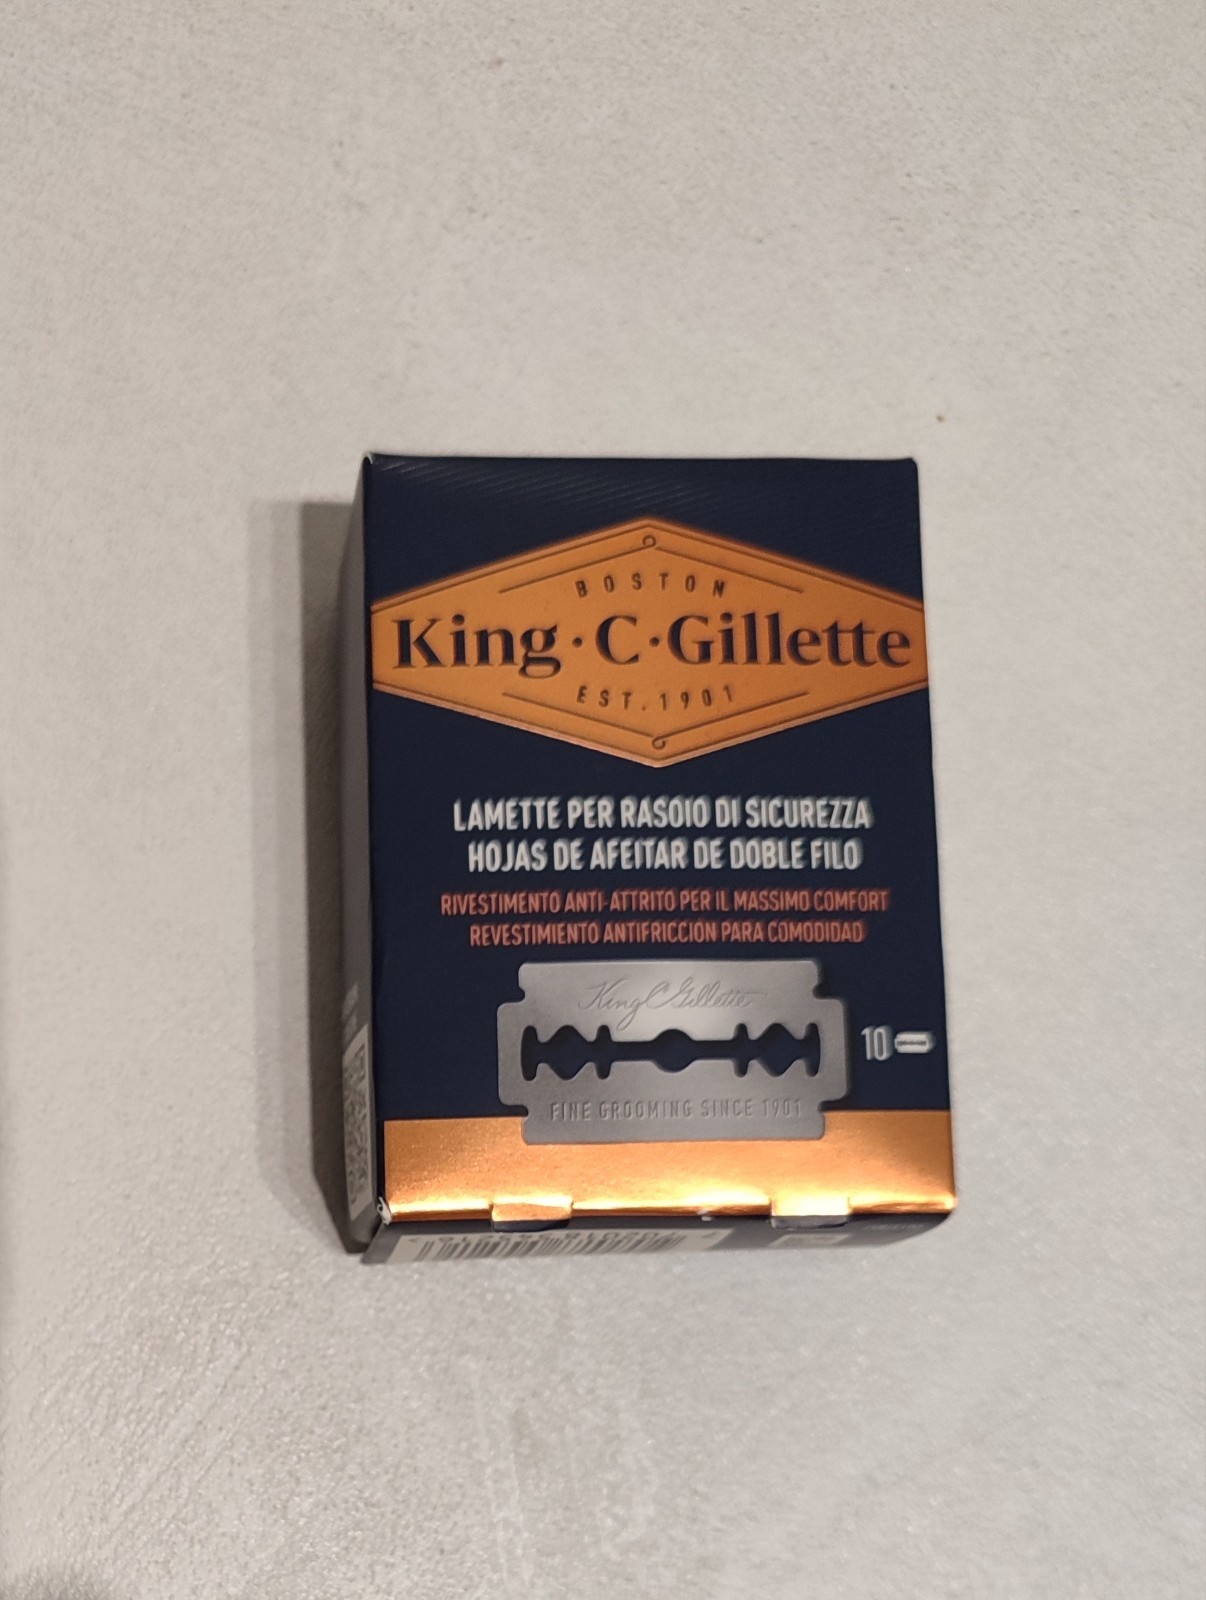 BOSTON
King·C·Gillette
EST.1901
LAMETTE PER RASOIO DI SICUREZZA
HOJAS DE AFEITAR DE DOBLE FILO
RIVESTIMENTO ANTI-ATTRITO PER IL MASSIMO COMFORT
REVESTIMIENTO ANTIFRICCIÓN PARA COMODIDAD
King C Gillette
10
FINE GROOMING SINCE 1901